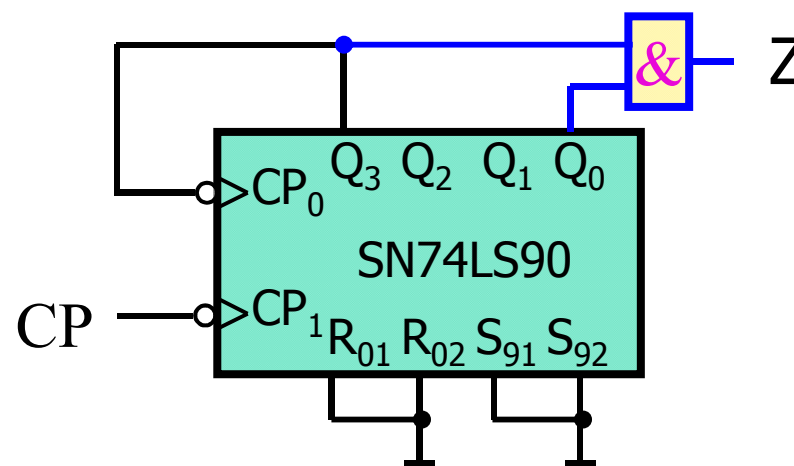 & Z
Q₃ Q₂ Q₁ Q₀
CP₀
SN74LS90
CP CP₁
R₀₁ R₀₂ S₉₁ S₉₂